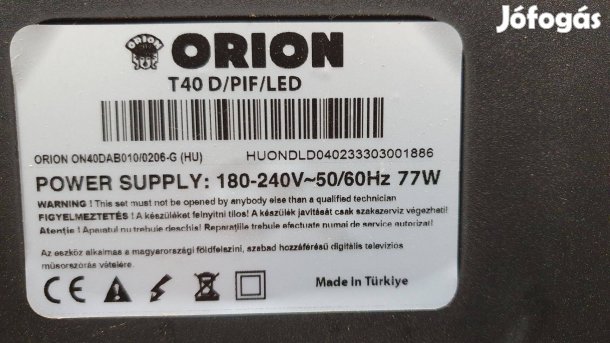 Jófogás
ORION ORION
T40 D/PIF/LED
ORION ON40DAB010/0206-G (HU) HUONDLD040233303001886
POWER SUPPLY: 180-240V~50/60Hz 77W
WARNING ! This set must not be opened by anybody else than a qualified technician
FIGYELMEZTETÉS ! A készüléket felnyitni tilos! A készülék javítását csak szakszerviz végezheti!
Atenţie ! Aparatul nu trebuie deschis! Reparaţiile trebuie efectuate numai de service autorizat!
Az eszköz alkalmas a magyarországi földfelszíni, szabad hozzáférésű digitális televíziós
műsorszórás vételére.
CE Made in Türkiye